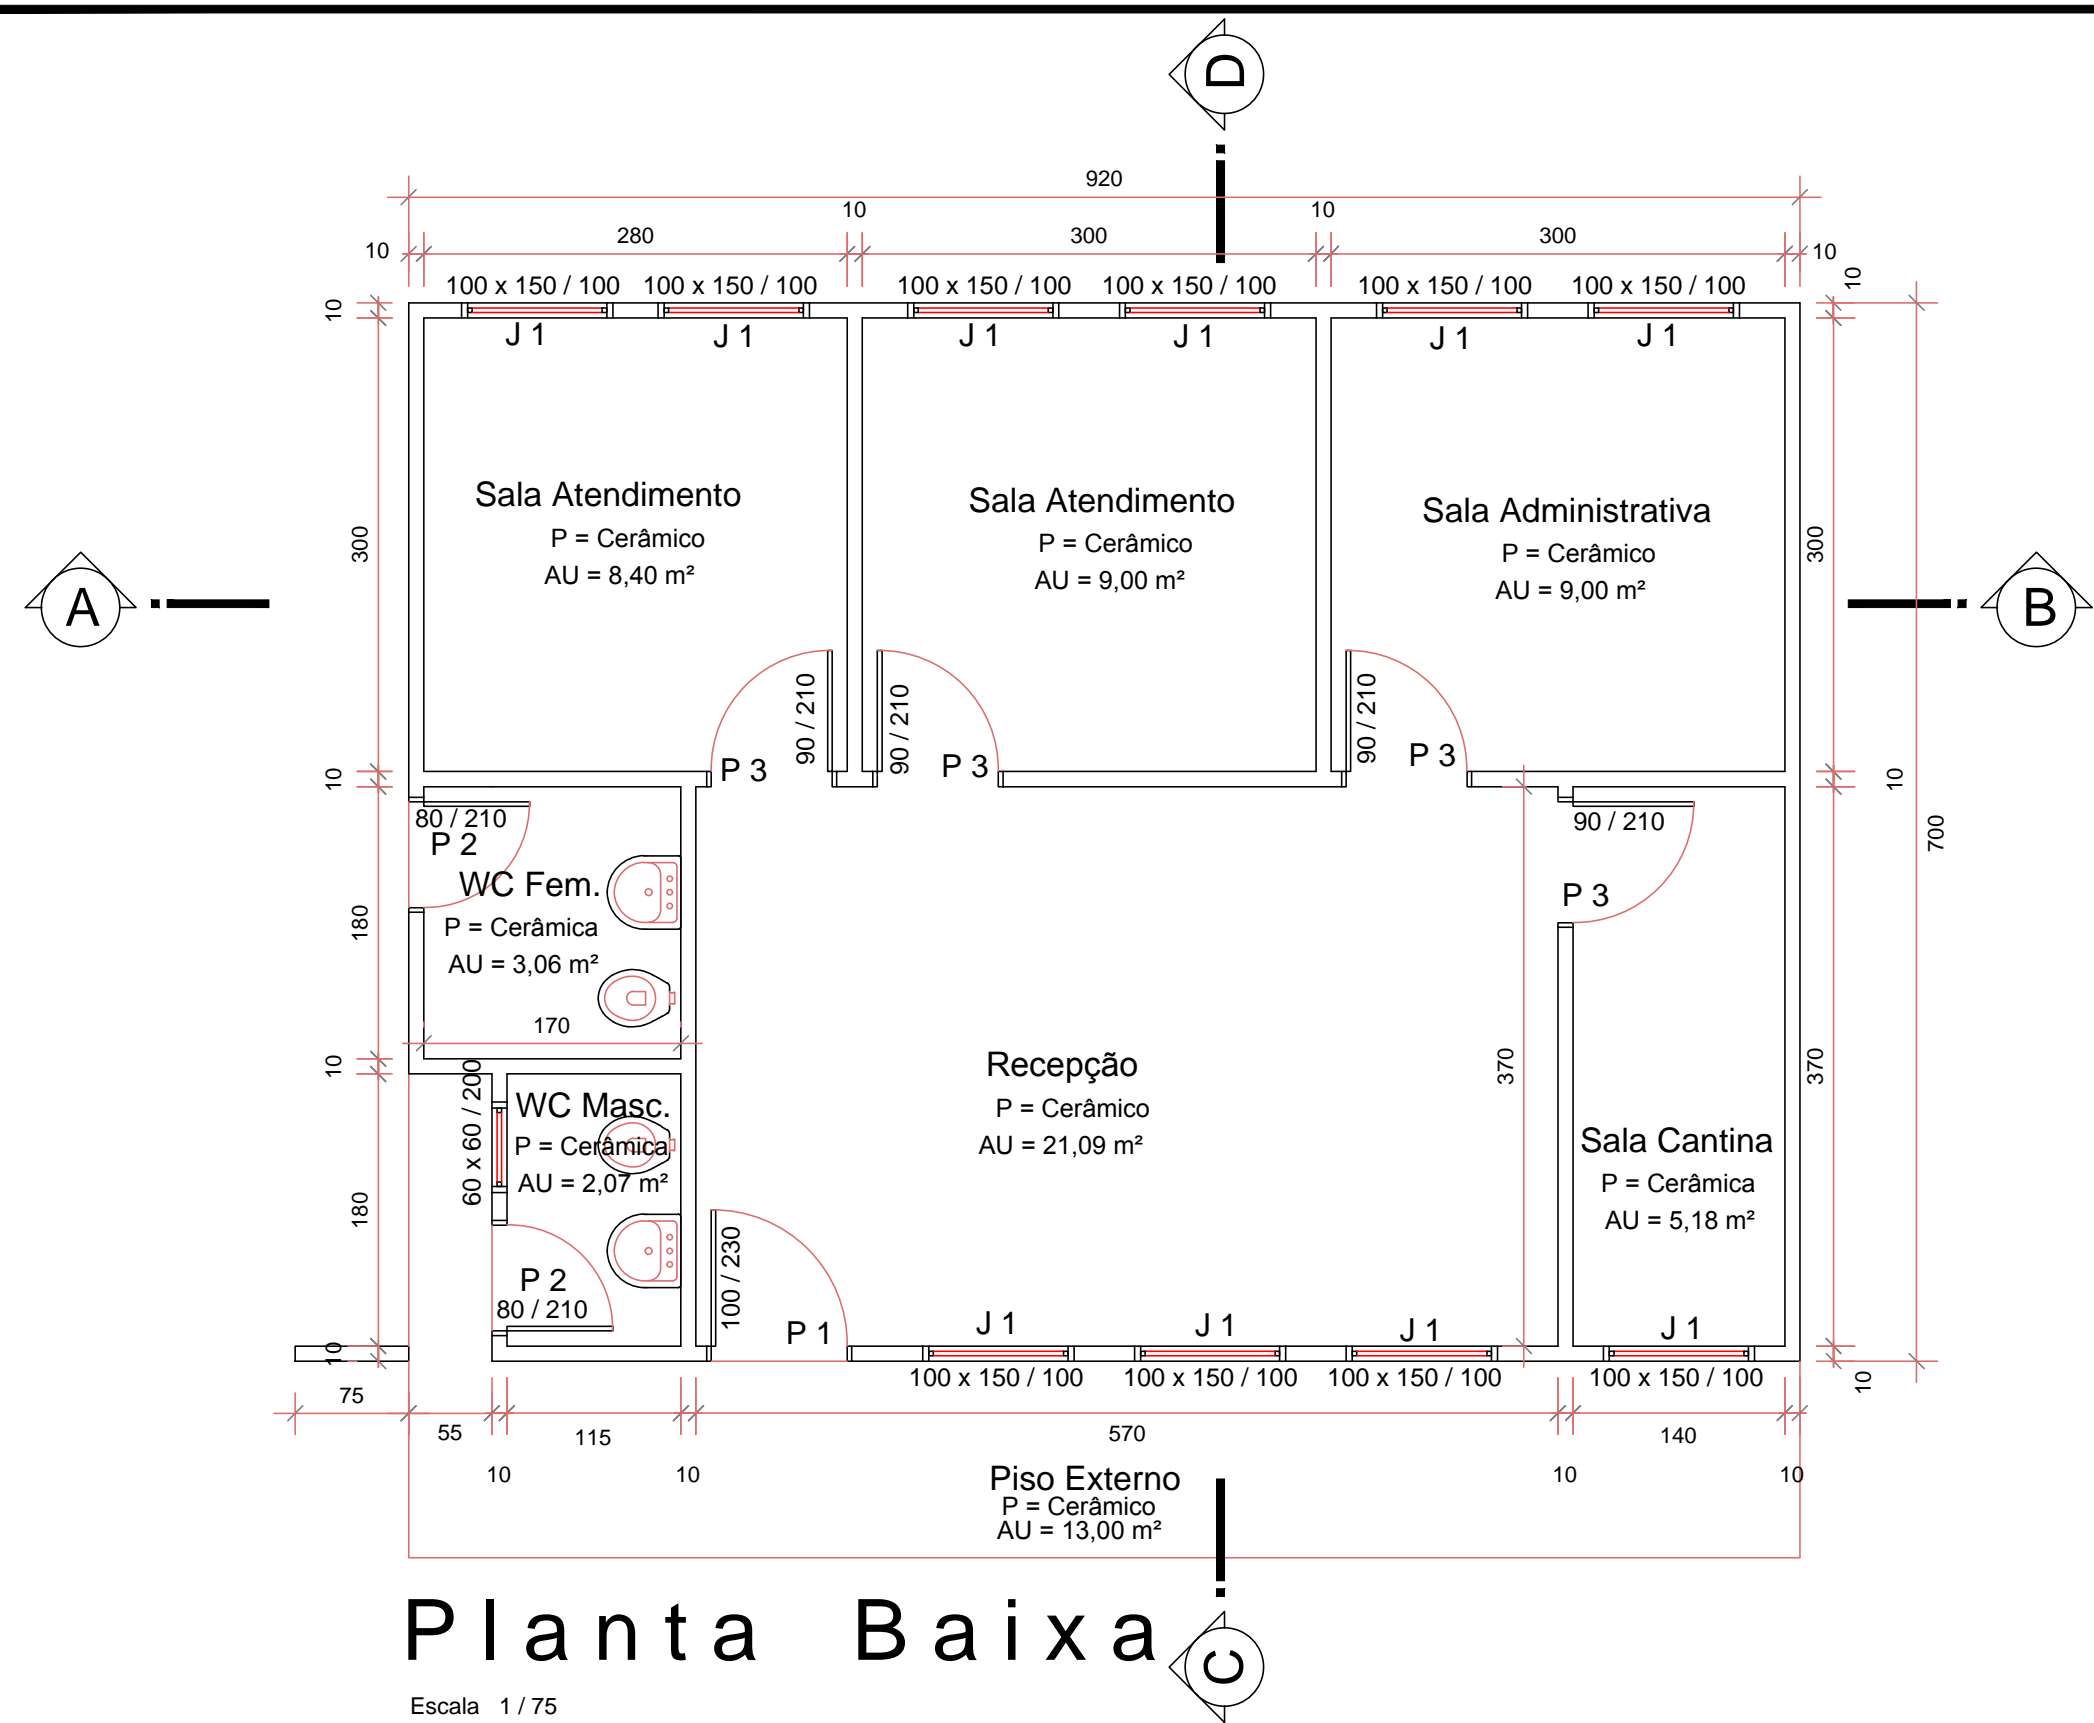 D
920
10
10
10
280
300
300
10
10
100 x 150 / 100
100 x 150 / 100
100 x 150 / 100
100 x 150 / 100
100 x 150 / 100
100 x 150 / 100
10
J 1
J 1
J 1
J 1
J 1
J 1
Sala Atendimento
P = Cerâmico
AU = 8,40 m²
Sala Atendimento
P = Cerâmico
AU = 9,00 m²
Sala Administrativa
P = Cerâmico
AU = 9,00 m²
300
300
A
B
90 / 210
90 / 210
90 / 210
P 3
P 3
P 3
10
10
700
80 / 210
P 2
WC Fem.
P = Cerâmica
AU = 3,06 m²
180
170
90 / 210
P 3
10
60 x 60 / 200
WC Masc.
P = Cerâmica
AU = 2,07 m²
180
P 2
80 / 210
Recepção
P = Cerâmico
AU = 21,09 m²
370
370
Sala Cantina
P = Cerâmica
AU = 5,18 m²
100 / 230
P 1
J 1
J 1
J 1
J 1
10
100 x 150 / 100
100 x 150 / 100
100 x 150 / 100
100 x 150 / 100
10
75
55
115
570
140
10
10
10
10
Piso Externo
P = Cerâmico
AU = 13,00 m²
Planta Baixa
C
Escala 1 / 75